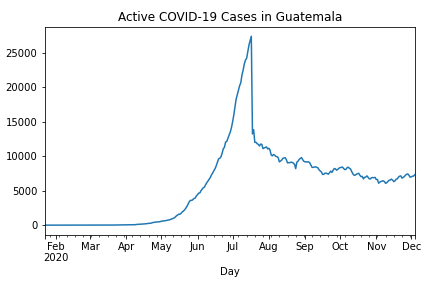 Active COVID-19 Cases in Guatemala
25000
20000
15000
10000
5000
0
Feb Mar Apr May Jun Jul Aug Sep Oct Nov Dec
2020
Day